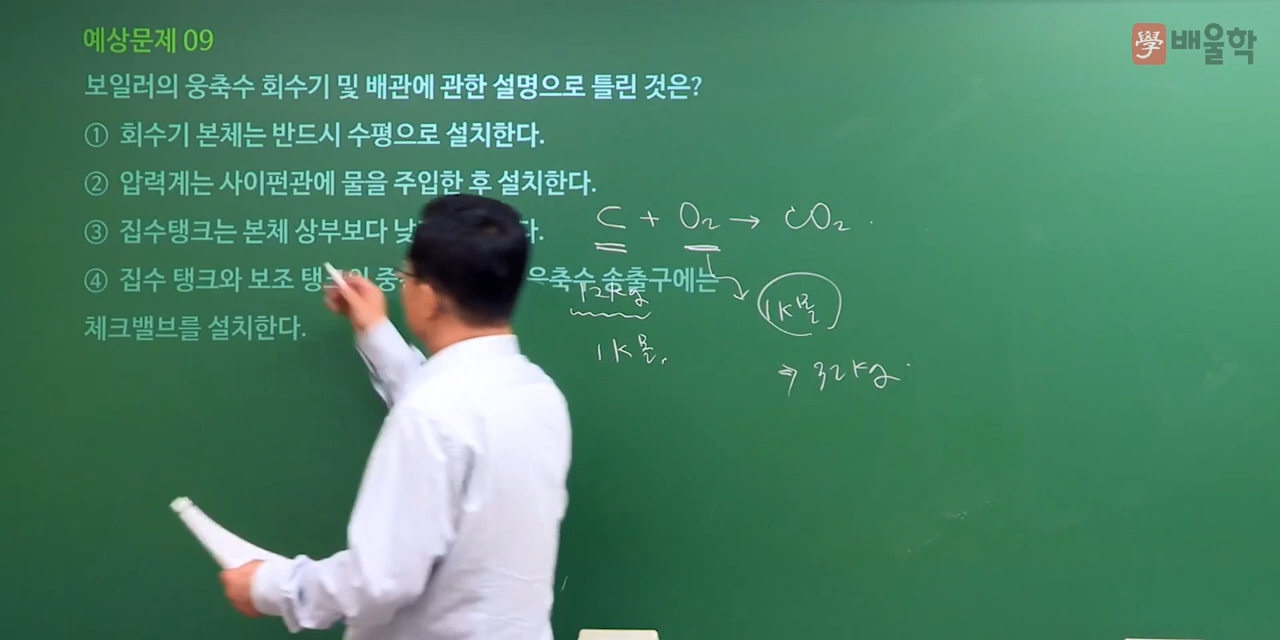 예상문제 09
學 배울학
보일러의 응축수 회수기 및 배관에 관한 설명으로 틀린 것은?
① 회수기 본체는 반드시 수평으로 설치한다.
② 압력계는 사이펀관에 물을 주입한 후 설치한다.
③ 집수탱크는 본체 상부보다 다.
④ 집수 탱크와 보조 탱크의 송출구에는
체크밸브를 설치한다.
C + O₂ → CO₂
12kg
1K몰
1K몰
→ 32kg